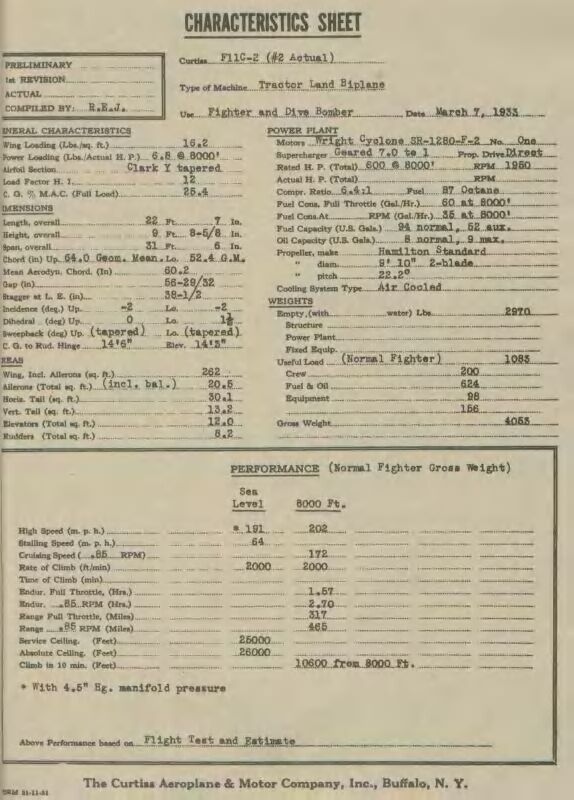 CHARACTERISTICS SHEET
PRELIMINARY
1st REVISION
ACTUAL
COMPILED BY: R.E.J.
Curtiss F11C-2 (#2 Actual)
Type of Machine Tractor Land Biplane
Use Fighter and Dive Bomber Date March 7, 1933
ENERAL CHARACTERISTICS
Wing Loading (Lbs./sq. ft.) 16.2
Power Loading (Lbs./Actual H. P.) 6.8 @ 8000'
Airfoil Section Clark Y tapered
Load Factor H. I. 12
C. G. % M.A.C. (Full Load) 25.4
IMENSIONS
Length, overall 22 Ft. 7 In.
Height, overall 9 Ft. 8-5/8 In.
Span, overall 31 Ft. 6 In.
Chord (in) Up. 64.0 Geom. Mean. Lo. 52.4 G.M.
Mean Aerodyn. Chord. (In) 60.2
Gap (in) 56-29/32
Stagger at L. E. (in) 38-1/2
Incidence (deg.) Up -2 Lo. -2
Dihedral (deg.) Up. 0 Lo. 1½
Sweepback (deg) Up (tapered) Lo. (tapered)
C. G. to Rud. Hinge 14'6" Elev. 14'3"
REAS
Wing, Incl. Ailerons (sq. ft.) 262
Ailerons (Total sq. ft.) (incl. bal.) 20.5
Horis. Tail (sq. ft.) 30.1
Vert. Tail (sq. ft.) 13.2
Elevators (Total sq. ft.) 12.0
Rudders (Total sq. ft.) 8.2
POWER PLANT
Motors Wright Cyclone SR-1280-F-2 No. One
Supercharger Geared 7.0 to 1 Prop. Drive Direct
Rated H. P. (Total) 600 @ 8000' RPM 1950
Actual H. P. (Total) RPM
Compr. Ratio 6.4:1 Fuel 87 Octane
Fuel Cons. Full Throttle (Gal./Hr.) 60 at 8000'
Fuel Cons. At RPM (Gal./Hr.) 35 at 8000'
Fuel Capacity (U.S. Gals.) 94 normal, 52 aux.
Oil Capacity (U.S. Gals.) 8 normal, 9 max.
Propeller, make Hamilton Standard
" diam. 9' 10" 2-blade
" pitch 22.2°
Cooling System Type Air Cooled
WEIGHTS
Empty, (with water) Lbs. 2970
Structure
Power Plant
Fixed Equip.
Useful Load (Normal Fighter) 1083
Crew 200
Fuel & Oil 624
Equipment 98
156
Gross Weight 4053
PERFORMANCE (Normal Fighter Gross Weight)
Sea
Level 8000 Ft.
High Speed (m. p. h.) * 191 202
Stalling Speed (m. p. h.) 64
Cruising Speed ( .85 RPM) 172
Rate of Climb (ft/min) 2000 2000
Time of Climb (min)
Endur. Full Throttle, (Hrs.) 1.57
Endur. .85 RPM (Hrs.) 2.70
Range Full Throttle, (Miles) 317
Range .85 RPM (Miles) 465
Service Ceiling. (Feet) 25000
Absolute Ceiling. (Feet) 26000
Climb in 10 min. (Feet) 10600 from 8000 Ft.
* With 4.5" Hg. manifold pressure
Above Performance based on Flight Test and Estimate
The Curtiss Aeroplane & Motor Company, Inc., Buffalo, N. Y.